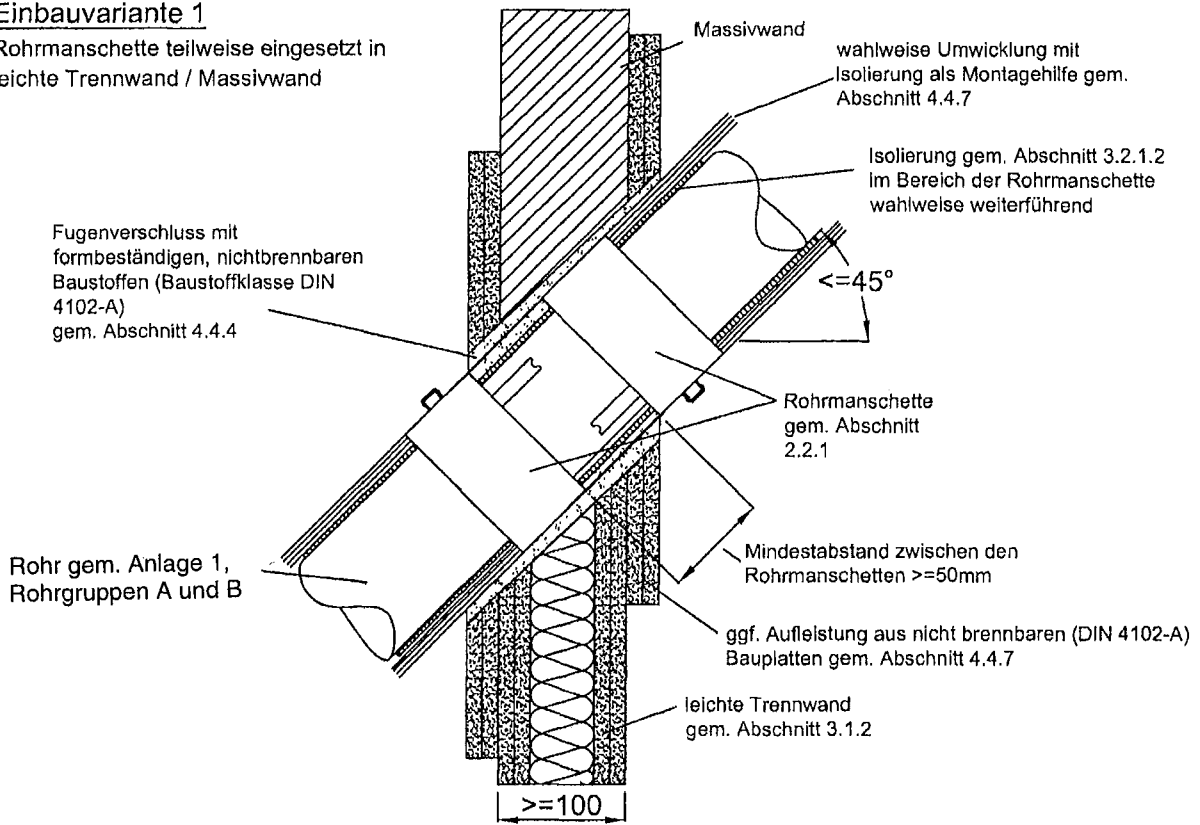 Einbauvariante 1
Rohrmanschette teilweise eingesetzt in
leichte Trennwand / Massivwand
Massivwand
wahlweise Umwicklung mit
Isolierung als Montagehilfe gem.
Abschnitt 4.4.7
Isolierung gem. Abschnitt 3.2.1.2
im Bereich der Rohrmanschette
wahlweise weiterführend
Fugenverschluss mit
formbeständigen, nichtbrennbaren
Baustoffen (Baustoffklasse DIN
4102-A)
gem. Abschnitt 4.4.4
<=45°
Rohrmanschette
gem. Abschnitt
2.2.1
Rohr gem. Anlage 1,
Rohrgruppen A und B
Mindestabstand zwischen den
Rohrmanschetten >=50mm
ggf. Aufleistung aus nicht brennbaren (DIN 4102-A)
Bauplatten gem. Abschnitt 4.4.7
leichte Trennwand
gem. Abschnitt 3.1.2
>=100